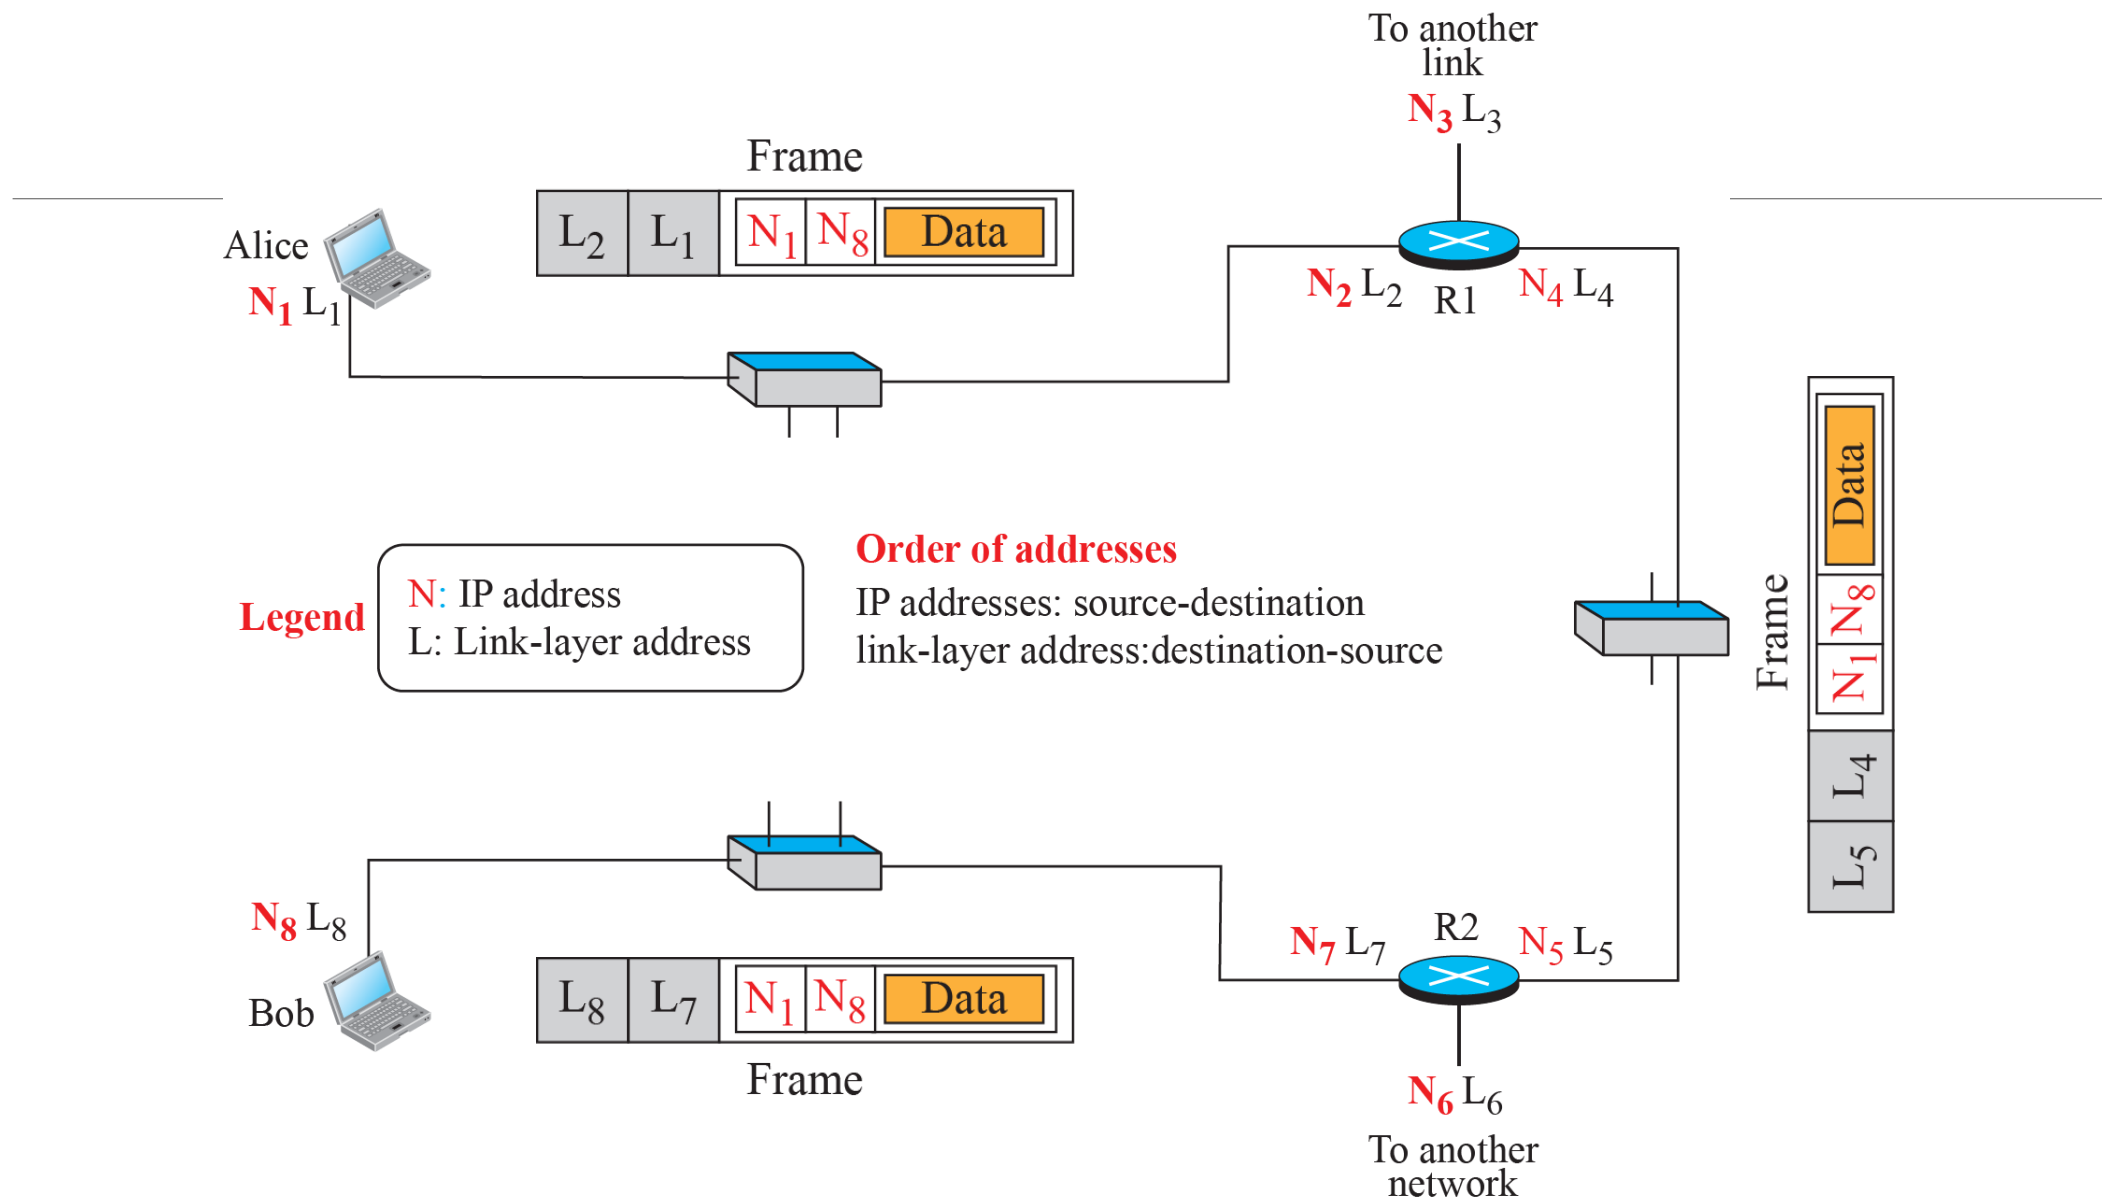 To another
link
N₃ L₃
Frame
L₂ L₁ N₁ N₈ Data
Alice
N₁ L₁
N₂ L₂
R1
N₄ L₄
Legend
N: IP address
L: Link-layer address
Order of addresses
IP addresses: source-destination
link-layer address:destination-source
Frame
Data
N₈
N₁
L₄
L₅
N₈ L₈
Bob
L₈ L₇ N₁ N₈ Data
Frame
N₇ L₇
R2
N₅ L₅
N₆ L₆
To another
network